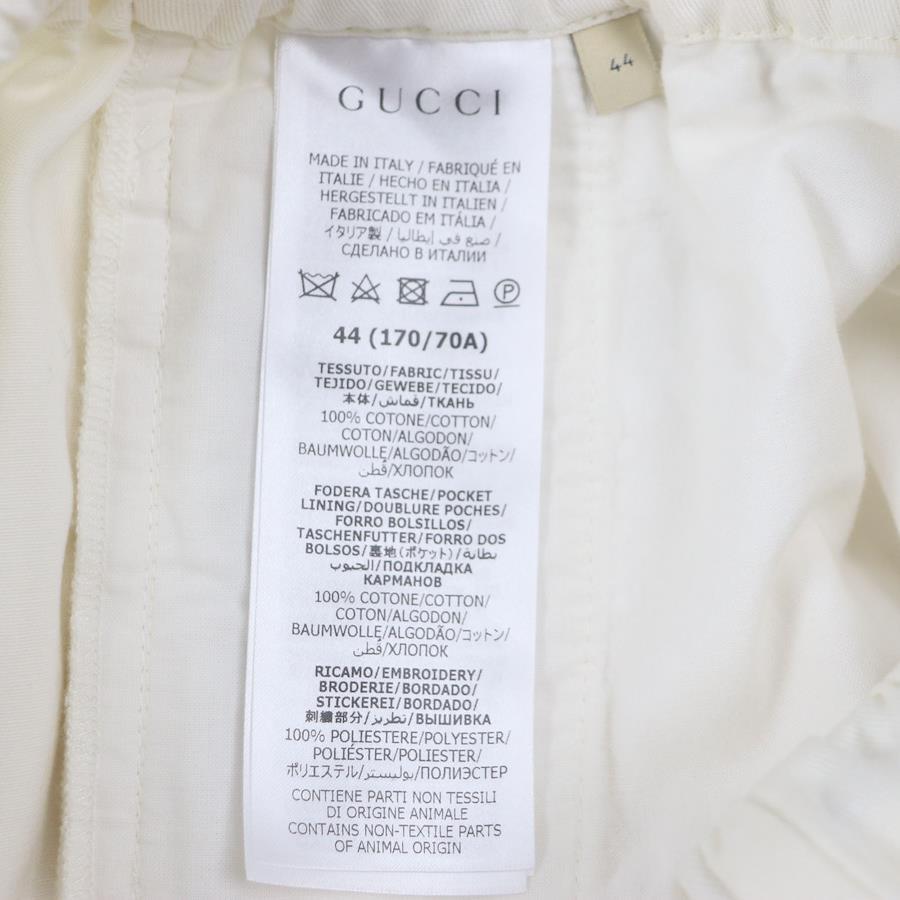 GUCCI
44
MADE IN ITALY / FABRIQUÉ EN
ITALIE / HECHO EN ITALIA /
HERGESTELLT IN ITALIEN /
FABRICADO EM ITÁLIA /
イタリア製 / صنع في إيطاليا /
СДЕЛАНО В ИТАЛИИ
P
44 (170/70A)
TESSUTO/FABRIC/TISSU/
TEJIDO/GEWEBE/TECIDO/
本体/قماش/ТКАНЬ
100% COTONE/COTTON/
COTON/ALGODON/
BAUMWOLLE/ALGODÃO/コットン/
قطن/ХЛОПОК
FODERA TASCHE/POCKET
LINING/DOUBLURE POCHES/
FORRO BOLSILLOS/
TASCHENFUTTER/FORRO DOS
BOLSOS/裏地(ポケット)/بطانة
الجيوب/ПОДКЛАДКА
КАРМАНОВ
100% COTONE/COTTON/
COTON/ALGODON/
BAUMWOLLE/ALGODÃO/コットン/
قطن/ХЛОПОК
RICAMO/EMBROIDERY/
BRODERIE/BORDADO/
STICKEREI/BORDADO/
刺繍部分/تطريز/ВЫШИВКА
100% POLIESTERE/POLYESTER/
POLIÉSTER/POLIESTER/
ポリエステル/بوليستر/ПОЛИЭСТЕР
CONTIENE PARTI NON TESSILI
DI ORIGINE ANIMALE
CONTAINS NON-TEXTILE PARTS
OF ANIMAL ORIGIN